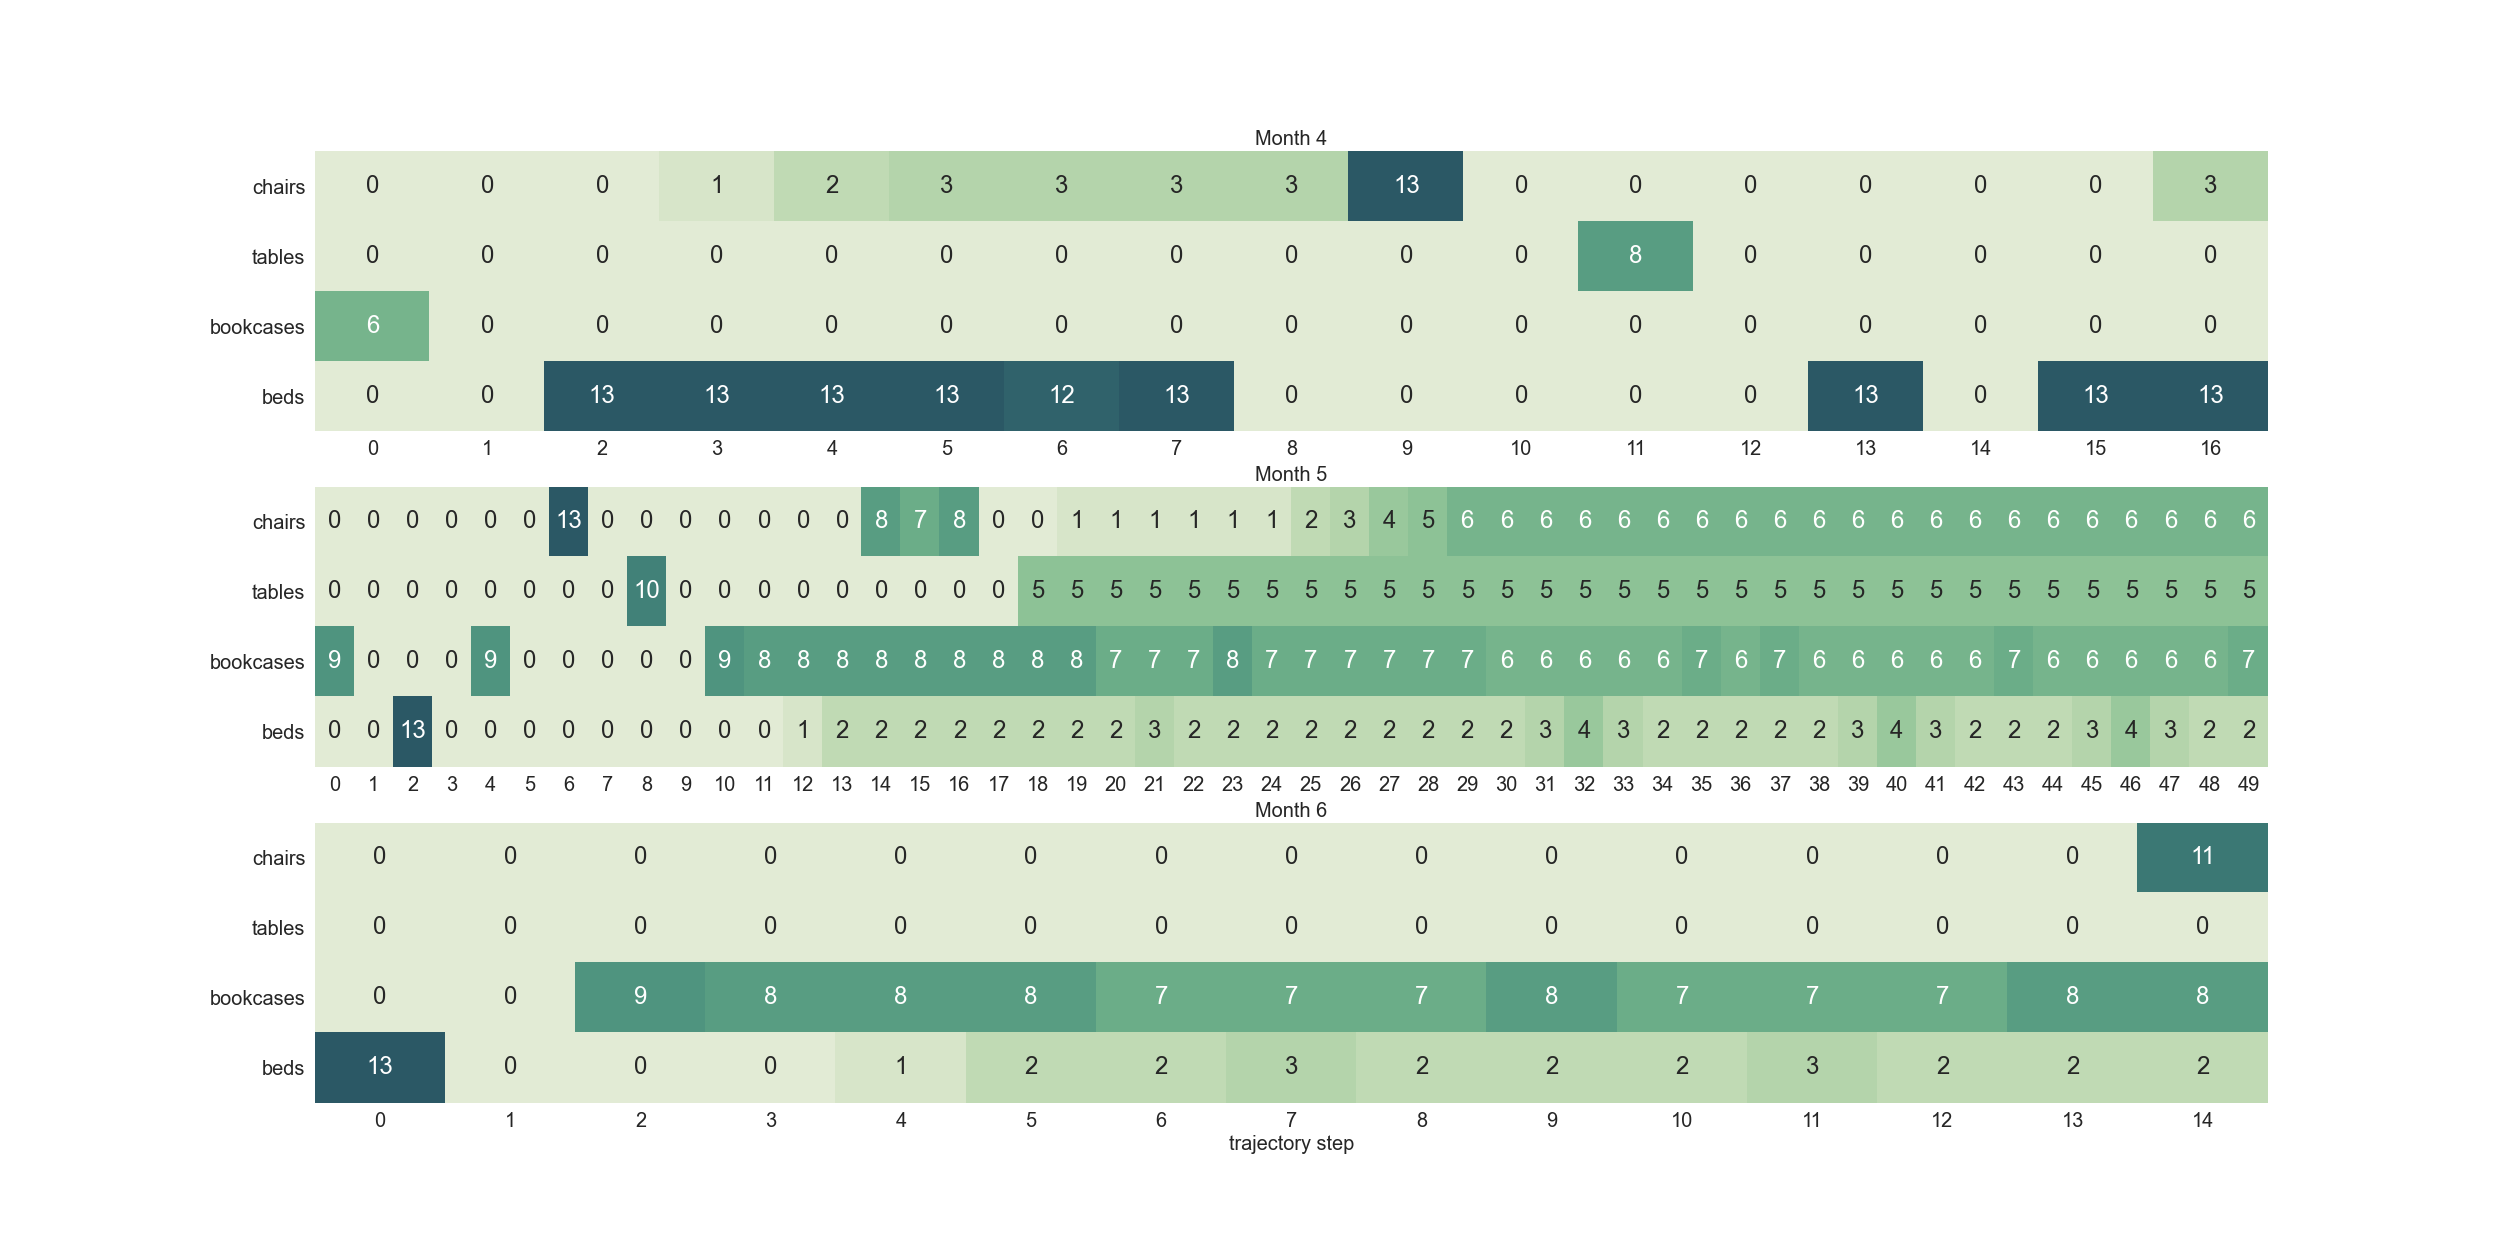 Month 4
chairs 0 0 0 1 2 3 3 3 3 13 0 0 0 0 0 0 3
tables 0 0 0 0 0 0 0 0 0 0 0 8 0 0 0 0 0
bookcases 6 0 0 0 0 0 0 0 0 0 0 0 0 0 0 0 0
beds 0 0 13 13 13 13 12 13 0 0 0 0 0 13 0 13 13
0 1 2 3 4 5 6 7 8 9 10 11 12 13 14 15 16
Month 5
chairs 0 0 0 0 0 0 13 0 0 0 0 0 0 0 8 7 8 0 0 1 1 1 1 1 1 2 3 4 5 6 6 6 6 6 6 6 6 6 6 6 6 6 6 6 6 6 6 6 6 6
tables 0 0 0 0 0 0 0 0 10 0 0 0 0 0 0 0 0 0 5 5 5 5 5 5 5 5 5 5 5 5 5 5 5 5 5 5 5 5 5 5 5 5 5 5 5 5 5 5 5 5
bookcases 9 0 0 0 9 0 0 0 0 0 9 8 8 8 8 8 8 8 8 8 7 7 7 8 7 7 7 7 7 7 6 6 6 6 6 7 6 7 6 6 6 6 6 7 6 6 6 6 6 7
beds 0 0 13 0 0 0 0 0 0 0 0 0 1 2 2 2 2 2 2 2 2 3 2 2 2 2 2 2 2 2 2 3 4 3 2 2 2 2 2 3 4 3 2 2 2 3 4 3 2 2
0 1 2 3 4 5 6 7 8 9 10 11 12 13 14 15 16 17 18 19 20 21 22 23 24 25 26 27 28 29 30 31 32 33 34 35 36 37 38 39 40 41 42 43 44 45 46 47 48 49
Month 6
chairs 0 0 0 0 0 0 0 0 0 0 0 0 0 0 11
tables 0 0 0 0 0 0 0 0 0 0 0 0 0 0 0
bookcases 0 0 9 8 8 8 7 7 7 8 7 7 7 8 8
beds 13 0 0 0 1 2 2 3 2 2 2 3 2 2 2
0 1 2 3 4 5 6 7 8 9 10 11 12 13 14
trajectory step